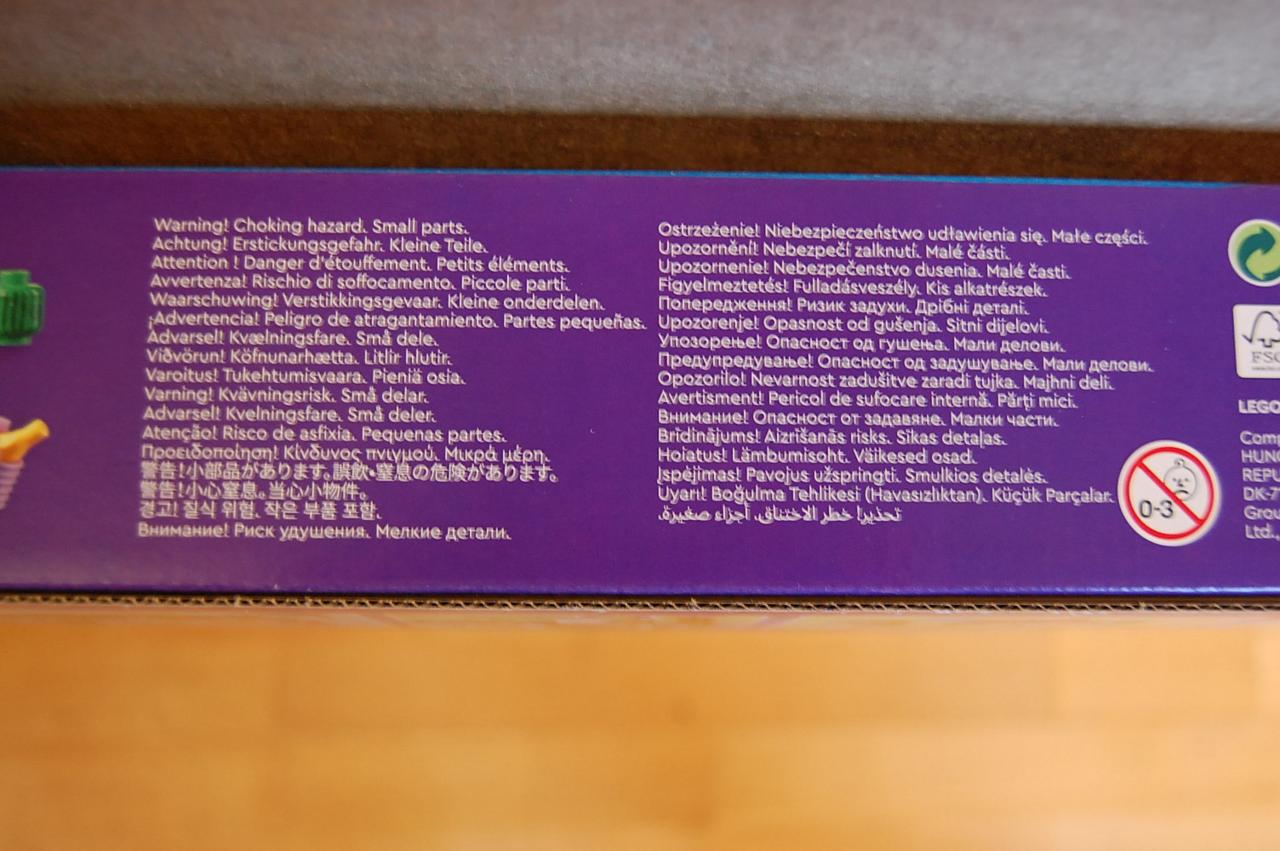 Warning! Choking hazard. Small parts.
Achtung! Erstickungsgefahr. Kleine Teile.
Attention ! Danger d'étouffement. Petits éléments.
Avvertenza! Rischio di soffocamento. Piccole parti.
Waarschuwing! Verstikkingsgevaar. Kleine onderdelen.
¡Advertencia! Peligro de atragantamiento. Partes pequeñas.
Advarsel! Kvælningsfare. Små dele.
Viðvörun! Köfnunarhætta. Litlir hlutir.
Varoitus! Tukehtumisvaara. Pieniä osia.
Varning! Kvävningsrisk. Små delar.
Advarsel! Kvelningsfare. Små deler.
Atenção! Risco de asfixia. Pequenas partes.
Προειδοποίηση! Κίνδυνος πνιγμού. Μικρά μέρη.
警告!小部品があります。誤飲・窒息の危険があります。
警告!小心窒息。当心小物件。
경고! 질식 위험. 작은 부품 포함.
Внимание! Риск удушения. Мелкие детали.
Ostrzeżenie! Niebezpieczeństwo udławienia się. Małe części.
Upozornění! Nebezpečí zalknutí. Malé části.
Upozornenie! Nebezpečenstvo dusenia. Malé časti.
Figyelmeztetés! Fulladásveszély. Kis alkatrészek.
Попередження! Ризик задухи. Дрібні деталі.
Upozorenje! Opasnost od gušenja. Sitni dijelovi.
Упозорење! Опасност од гушења. Мали делови.
Предупредување! Опасност од задушување. Мали делови.
Opozorilo! Nevarnost zadušitve zaradi tujka. Majhni deli.
Avertisment! Pericol de sufocare internă. Părți mici.
Внимание! Опасност от задавяне. Малки части.
Brīdinājums! Aizrīšanās risks. Sīkas detaļas.
Hoiatus! Lämbumisoht. Väikesed osad.
Įspėjimas! Pavojus užspringti. Smulkios detalės.
Uyarı! Boğulma Tehlikesi (Havasızlıktan). Küçük Parçalar.
تحذير! خطر الاختناق. أجزاء صغيرة.
0-3
FSC
LEGO
Comp
HUNG
REPU
DK-7
Grou
Ltd.,